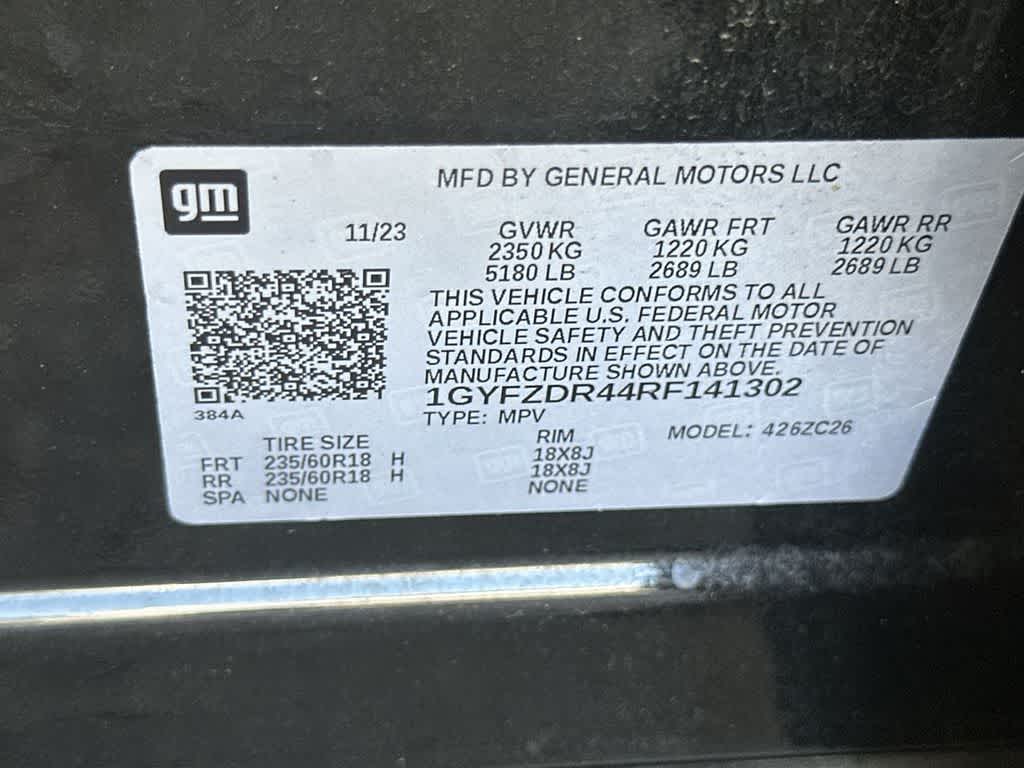 gm
MFD BY GENERAL MOTORS LLC
11/23
GVWR GAWR FRT GAWR RR
2350 KG 1220 KG 1220 KG
5180 LB 2689 LB 2689 LB
THIS VEHICLE CONFORMS TO ALL
APPLICABLE U.S. FEDERAL MOTOR
VEHICLE SAFETY AND THEFT PREVENTION
STANDARDS IN EFFECT ON THE DATE OF
MANUFACTURE SHOWN ABOVE.
1GYFZDR44RF141302
384A
TYPE: MPV MODEL: 426ZC26
TIRE SIZE RIM
FRT 235/60R18 H 18X8J
RR 235/60R18 H 18X8J
SPA NONE NONE